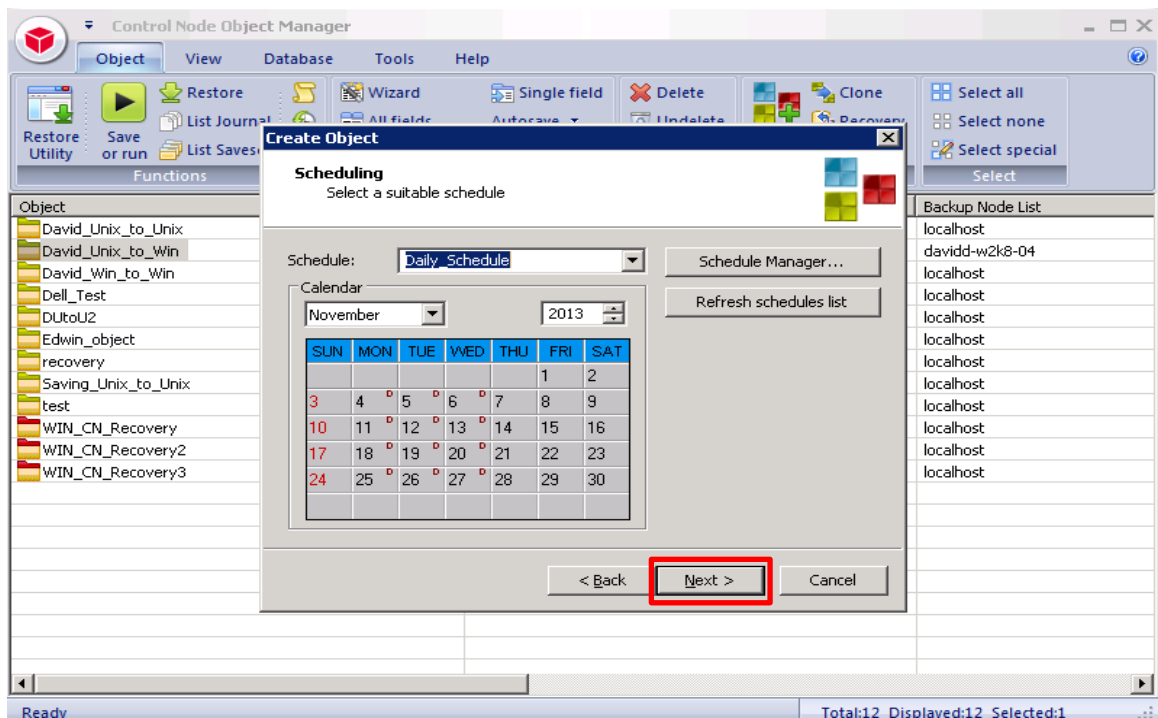 Control Node Object Manager
Object View Database Tools Help
Restore Wizard Single field Delete Clone Select all
List Journal All fields Autosave Undelete Recovery Select none
Restore Utility Save or run List Saves Select special
Functions Select
Object Backup Node List
David_Unix_to_Unix localhost
David_Unix_to_Win davidd-w2k8-04
David_Win_to_Win localhost
Dell_Test localhost
DUtoU2 localhost
Edwin_object localhost
recovery localhost
Saving_Unix_to_Unix localhost
test localhost
WIN_CN_Recovery localhost
WIN_CN_Recovery2 localhost
WIN_CN_Recovery3 localhost
Create Object
Scheduling
Select a suitable schedule
Schedule: Daily_Schedule Schedule Manager...
Calendar Refresh schedules list
November 2013
SUN MON TUE WED THU FRI SAT
1 2
3 4 D 5 D 6 D 7 8 9
10 11 D 12 D 13 D 14 15 16
17 18 D 19 D 20 D 21 22 23
24 25 D 26 D 27 D 28 29 30
< Back Next > Cancel
Ready Total:12 Displayed:12 Selected:1